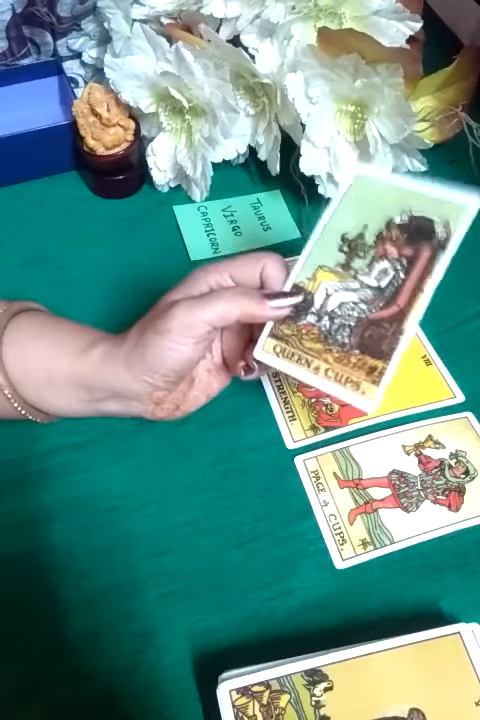 TAURUS
VIRGO
CAPRICORN
QUEEN of CUPS.
VIII
STRENGTH.
PAGE of CUPS.